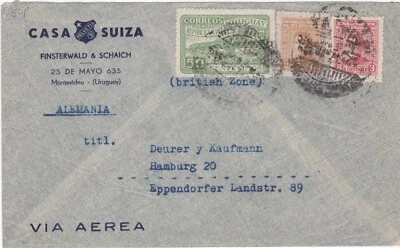 CASA SUIZA
FINSTERWALD & SCHAICH
25 DE MAYO 635
Montevideo - (Uruguay)
CORREOS URUGUAY
(british Zone)
ALEMANIA
titl. Deurer y Kaufmann
Hamburg 20
Eppendorfer Landstr. 89
VIA AEREA